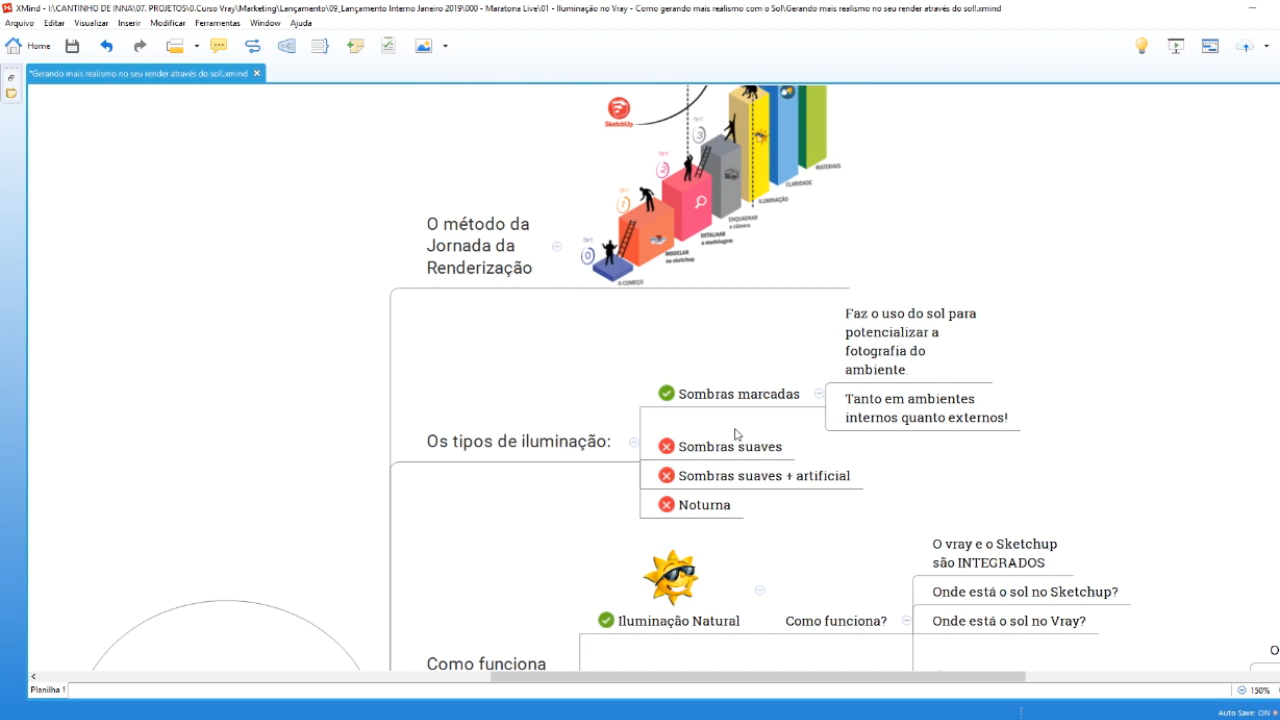 XMind - I:\CANTINHO DE INNA\07. PROJETOS\0.Curso Vray\Marketing\Lançamento\09_Lançamento Interno Janeiro 2019\000 - Maratona Live\01 - Iluminação no Vray - Como gerando mais realismo com o Sol\Gerando mais realismo no seu render através do sol!.xmind
Arquivo Editar Visualizar Inserir Modificar Ferramentas Window Ajuda
Home
*Gerando mais realismo no seu render através do sol!.xmind
SketchUp
3
MATERIAIS
2
CLARIDADE
1
ILUMINAÇÃO
ENQUADRAR
a câmera
O método da
Jornada da
Renderização
DETALHAR
a modelagem
0
MODELAR
no sketchup
O COMEÇO
Faz o uso do sol para
potencializar a
fotografia do
ambiente.
Sombras marcadas
Tanto em ambientes
internos quanto externos!
Os tipos de iluminação:
Sombras suaves
Sombras suaves + artificial
Noturna
O vray e o Sketchup
são INTEGRADOS
Onde está o sol no Sketchup?
Iluminação Natural
Como funciona?
Onde está o sol no Vray?
O
Como funciona
Planilha 1
150%
Auto Save: ON